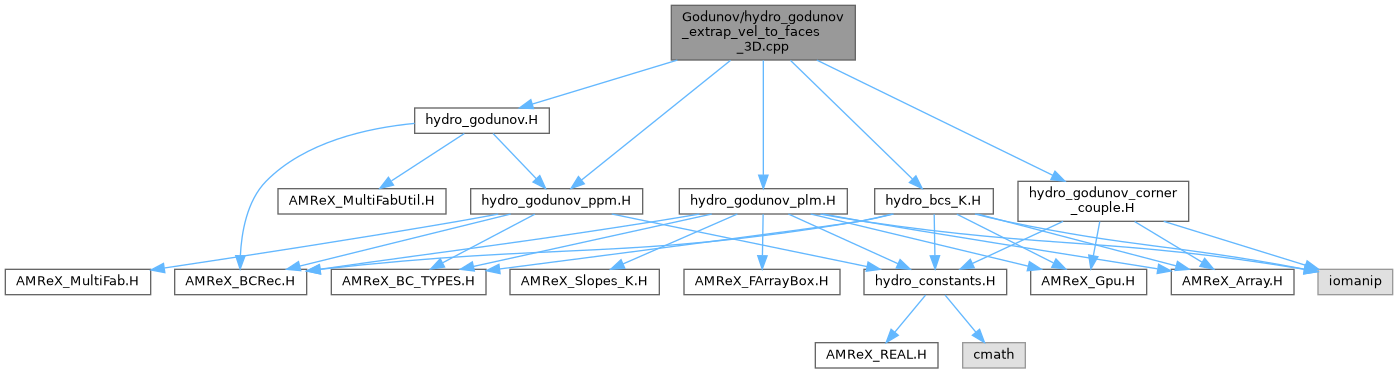 Godunov/hydro_godunov
_extrap_vel_to_faces
_3D.cpp
hydro_godunov.H
AMReX_MultiFabUtil.H
hydro_godunov_ppm.H
hydro_godunov_plm.H
hydro_bcs_K.H
hydro_godunov_corner
_couple.H
AMReX_MultiFab.H
AMReX_BCRec.H
AMReX_BC_TYPES.H
AMReX_Slopes_K.H
AMReX_FArrayBox.H
hydro_constants.H
AMReX_Gpu.H
AMReX_Array.H
iomanip
AMReX_REAL.H
cmath